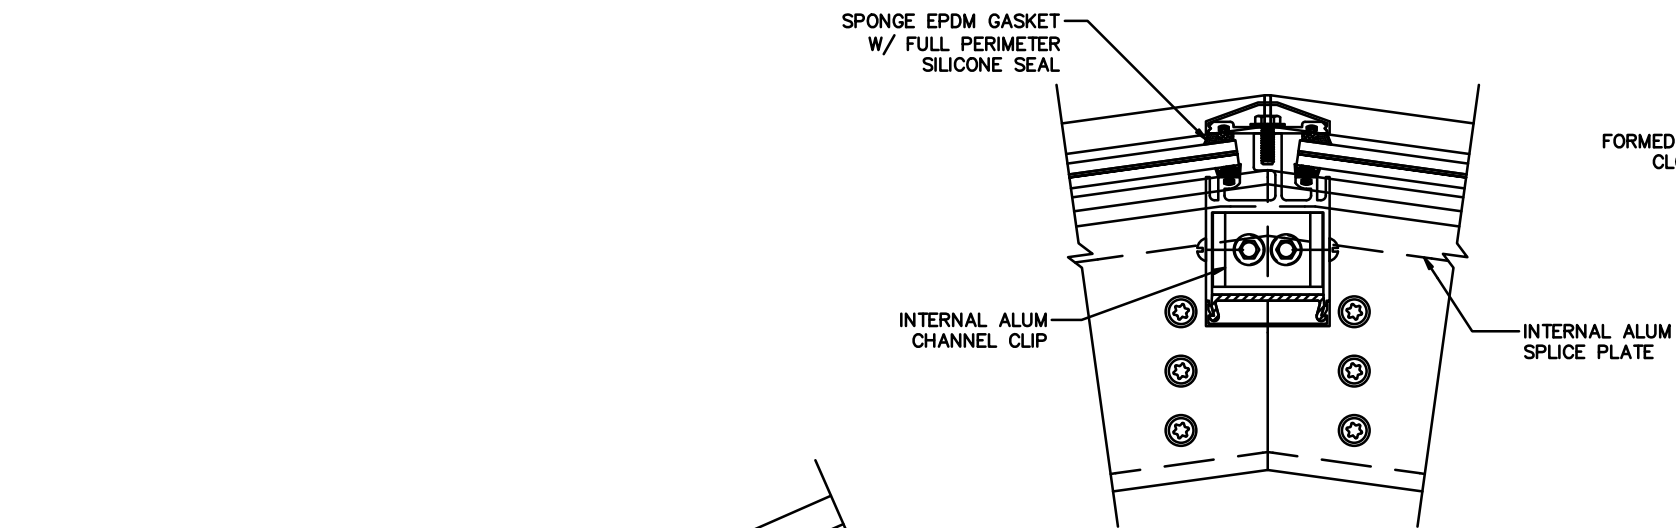 SPONGE EPDM GASKET
W/ FULL PERIMETER
SILICONE SEAL
FORMED
INTERNAL ALUM
CHANNEL CLIP
INTERNAL ALUM
SPLICE PLATE